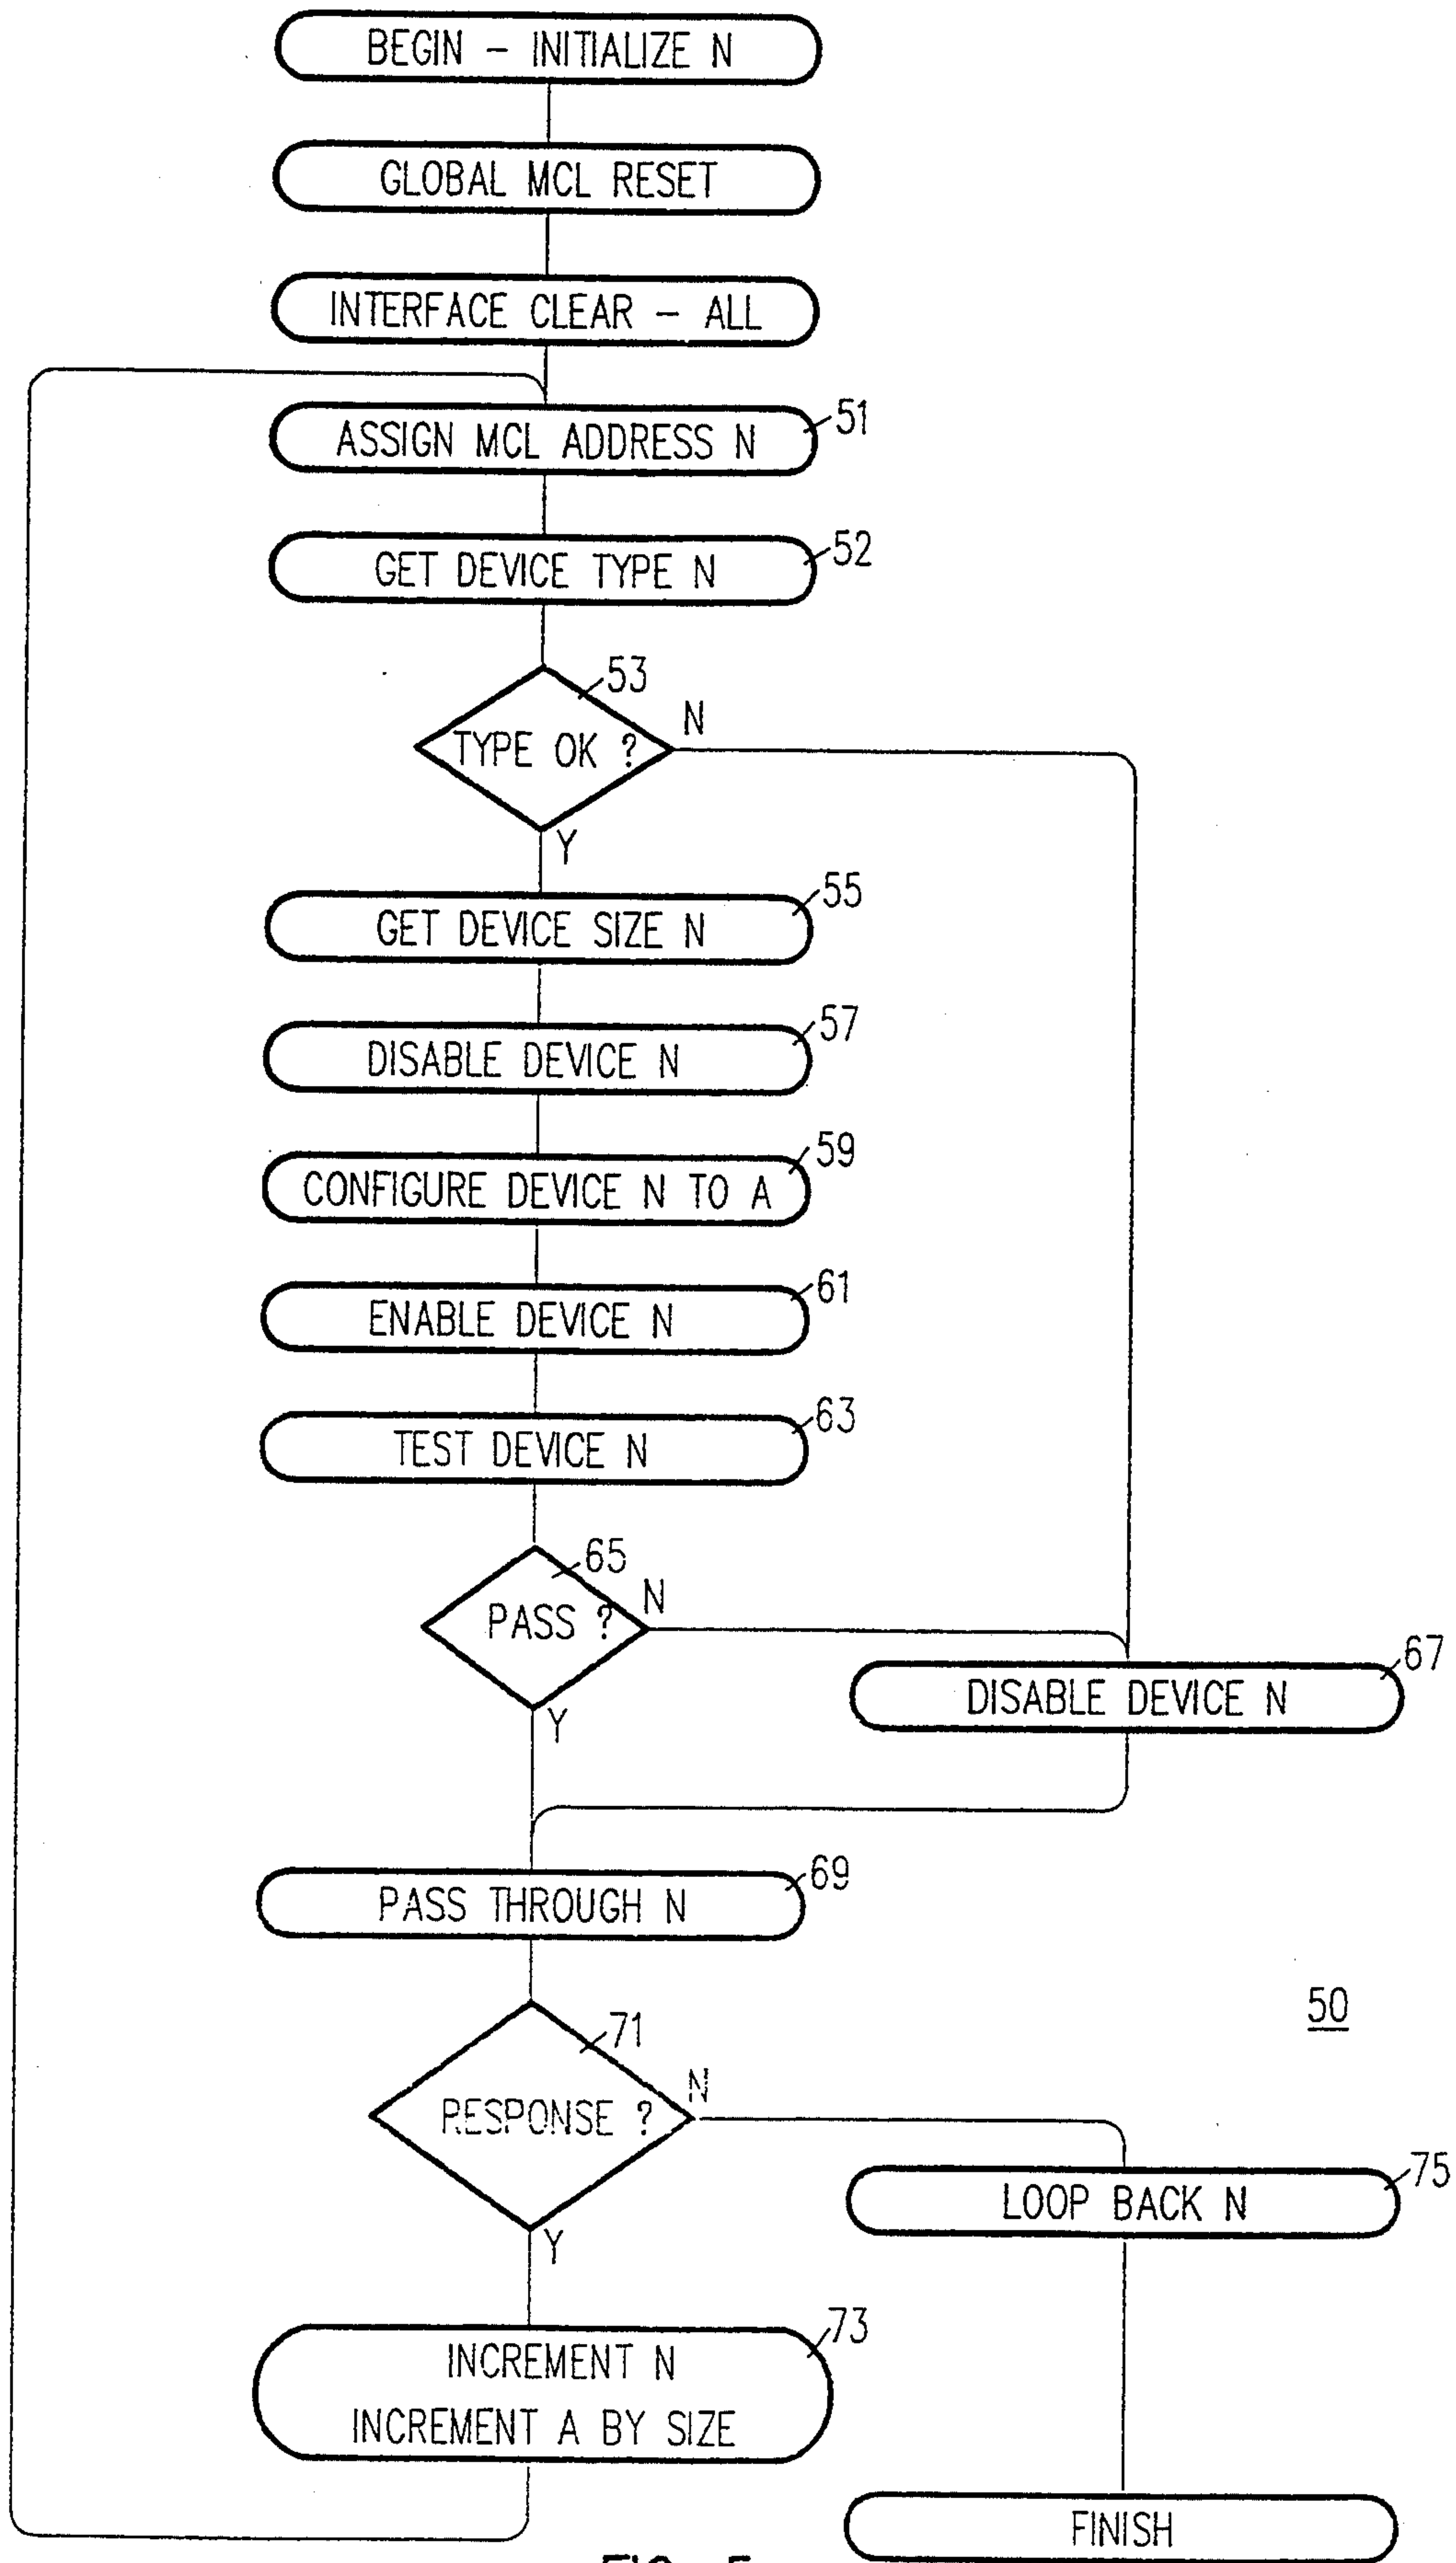 BEGIN - INITIALIZE N
GLOBAL MCL RESET
INTERFACE CLEAR - ALL
ASSIGN MCL ADDRESS N
51
GET DEVICE TYPE N
52
53
TYPE OK ?
N
Y
GET DEVICE SIZE N
55
DISABLE DEVICE N
57
CONFIGURE DEVICE N TO A
59
ENABLE DEVICE N
61
TEST DEVICE N
63
65
PASS ?
N
Y
DISABLE DEVICE N
67
PASS THROUGH N
69
50
71
RESPONSE ?
N
Y
LOOP BACK N
75
73
INCREMENT N
INCREMENT A BY SIZE
FINISH